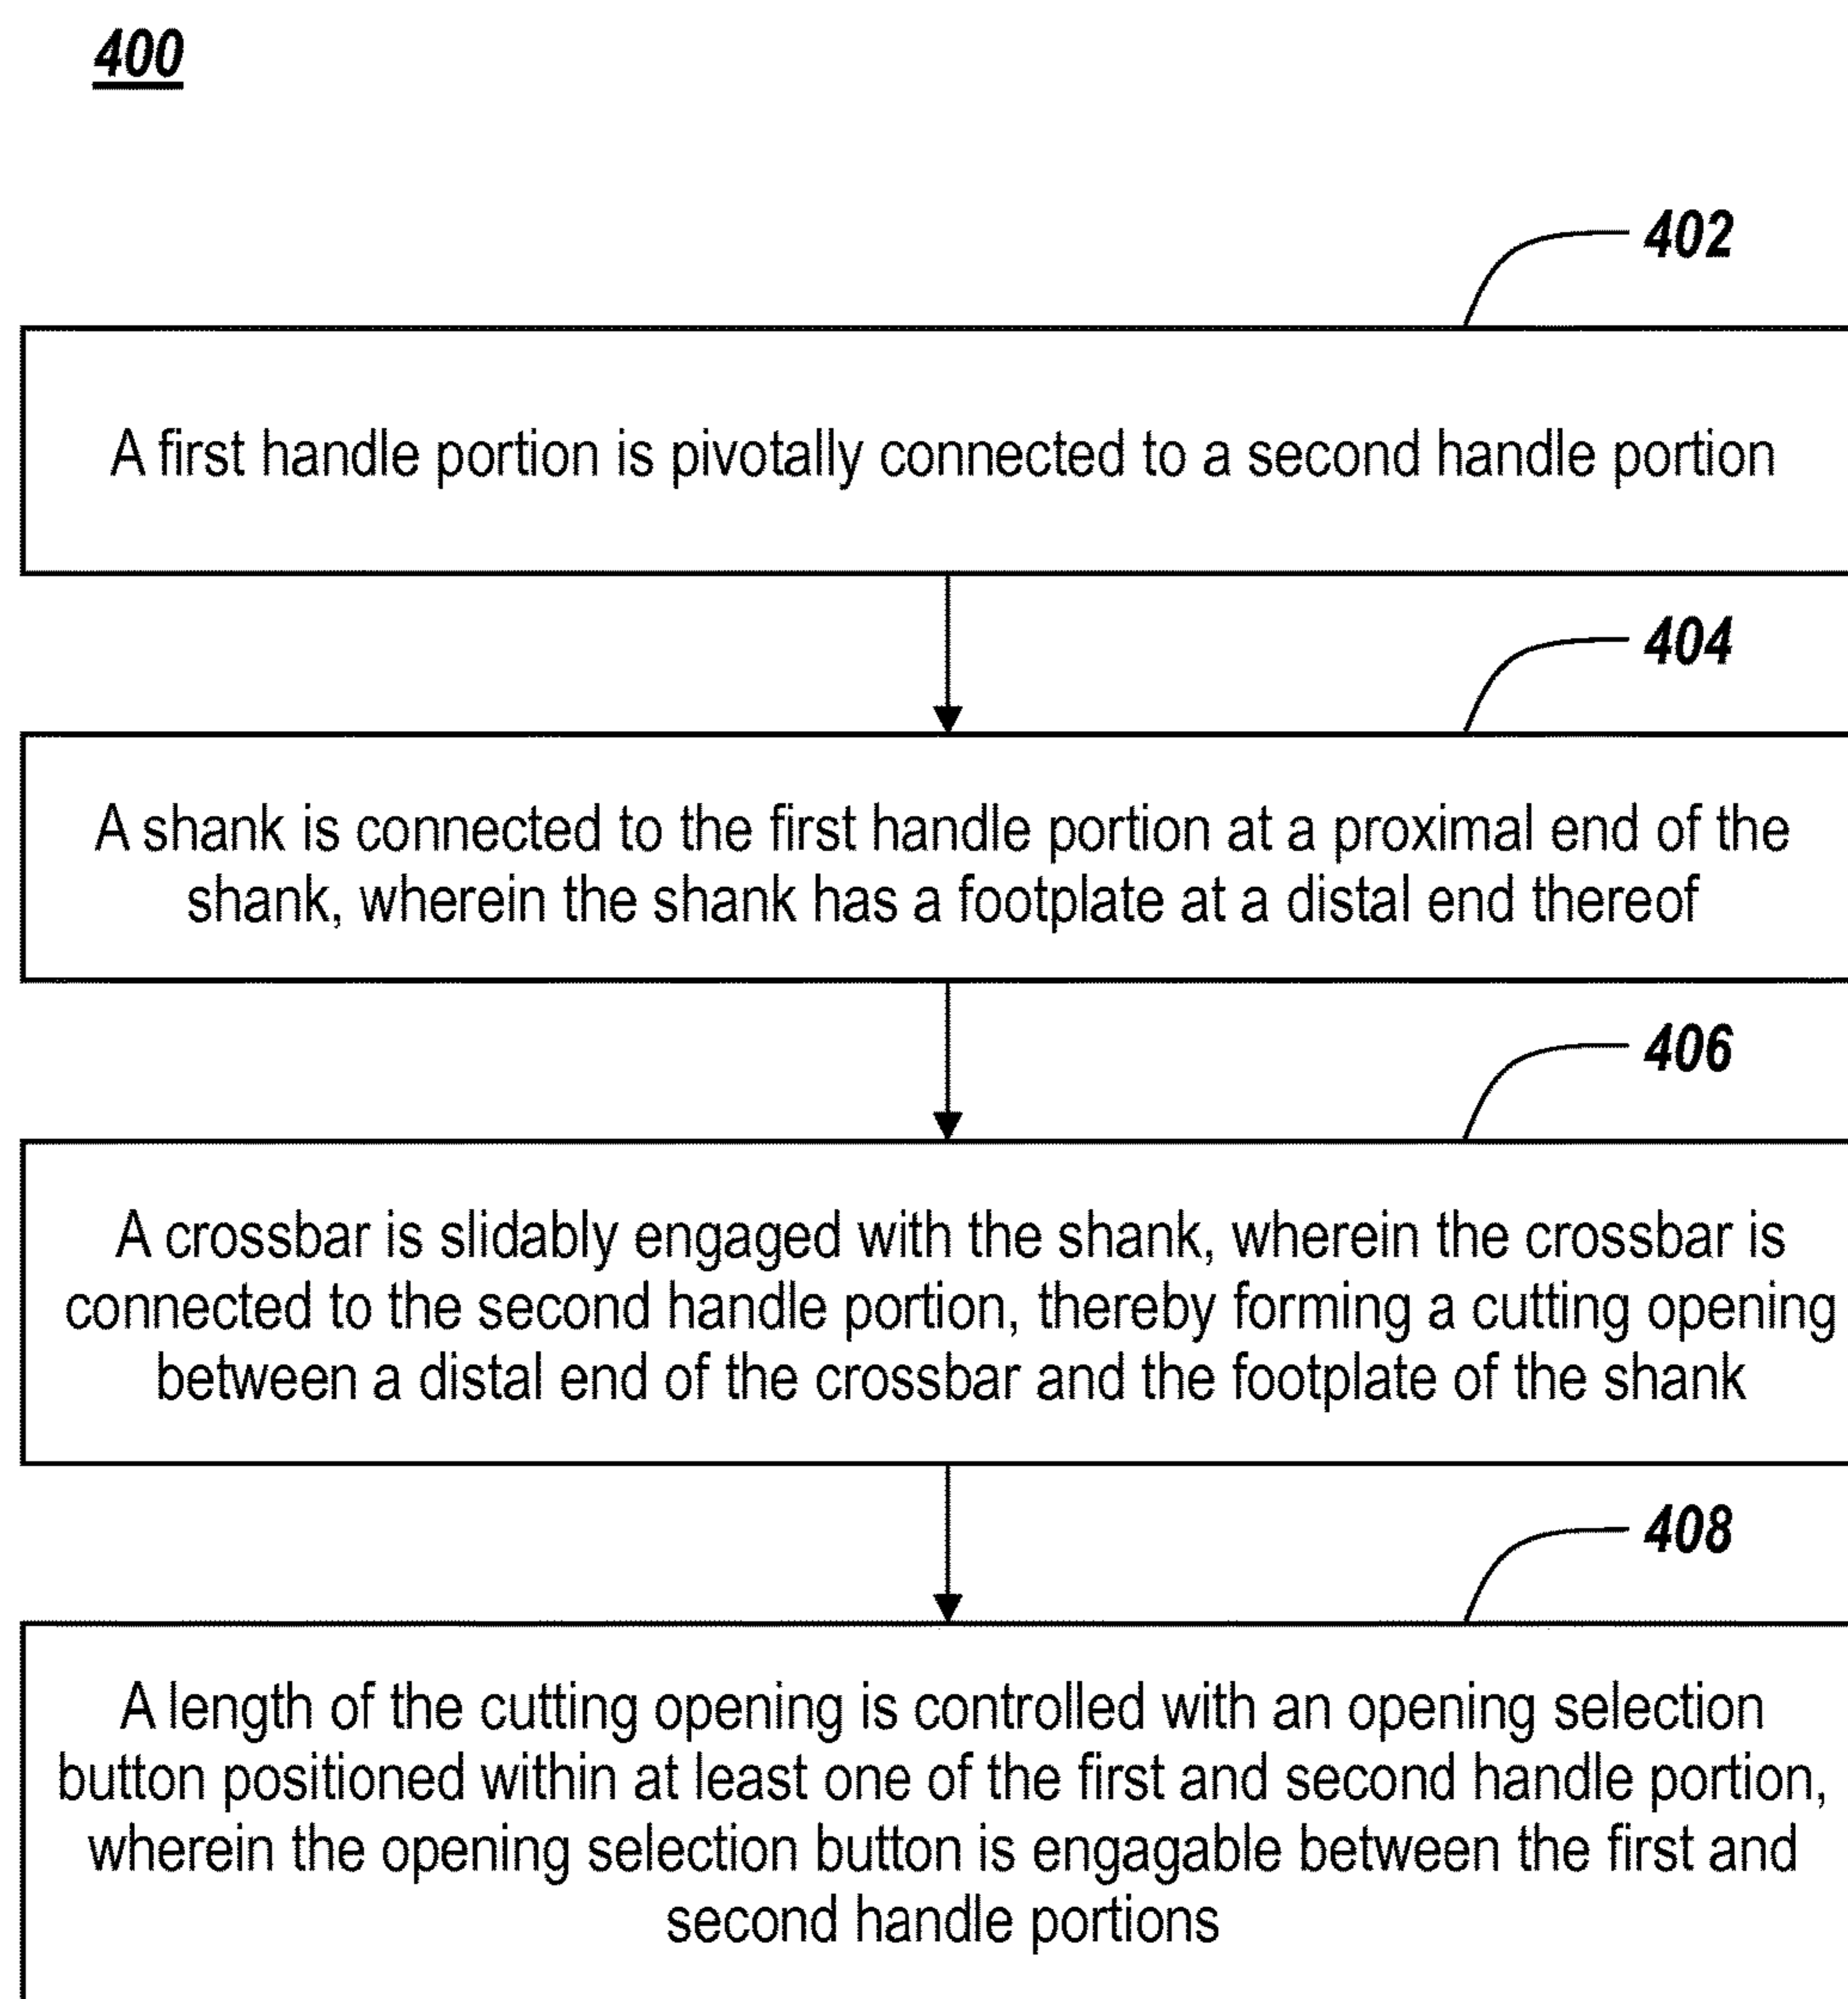 400
402
A first handle portion is pivotally connected to a second handle portion
404
A shank is connected to the first handle portion at a proximal end of the
shank, wherein the shank has a footplate at a distal end thereof
406
A crossbar is slidably engaged with the shank, wherein the crossbar is
connected to the second handle portion, thereby forming a cutting opening
between a distal end of the crossbar and the footplate of the shank
408
A length of the cutting opening is controlled with an opening selection
button positioned within at least one of the first and second handle portion,
wherein the opening selection button is engagable between the first and
second handle portions